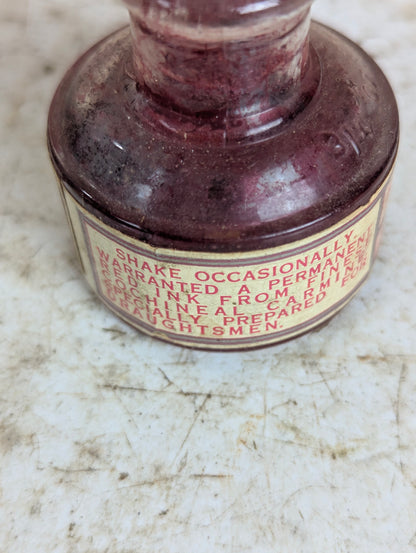 SHAKE OCCASIONALLY.
WARRANTED A PERMANENT
RED INK FROM FINEST
COCHINEAL CARMINE
SPECIALLY PREPARED FOR
DRAUGHTSMEN.